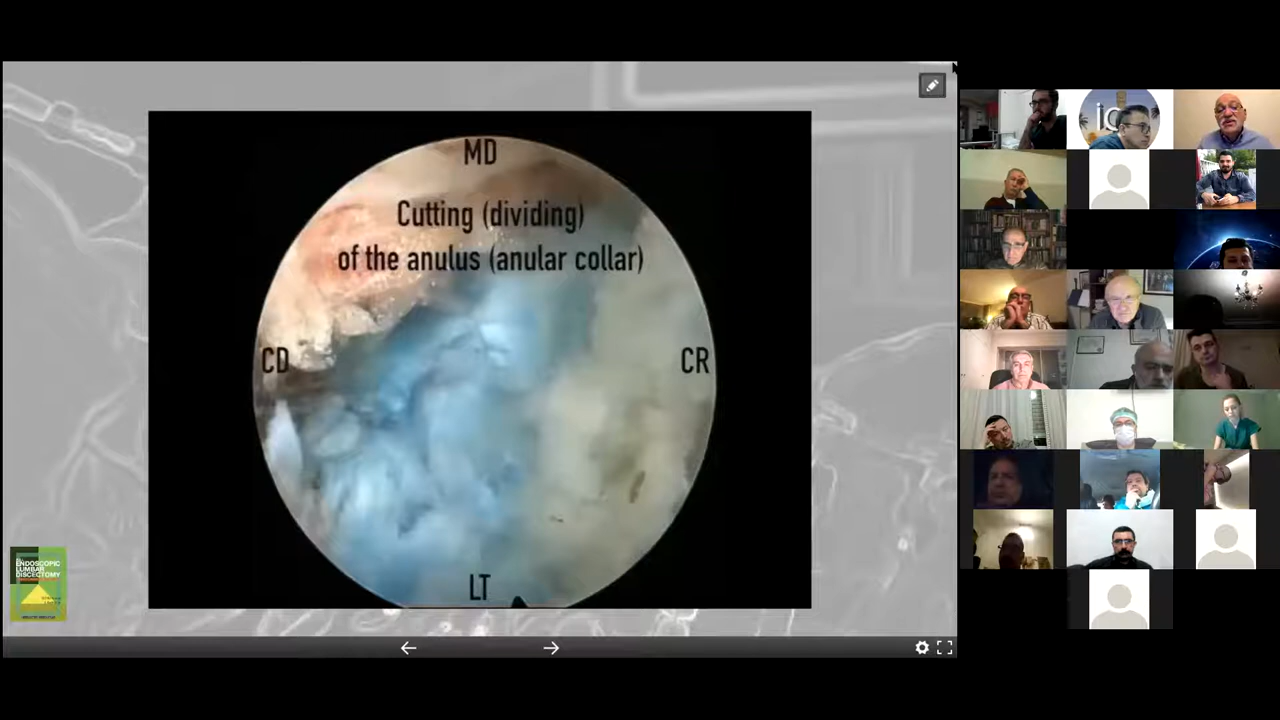 MD
Cutting (dividing)
of the anulus (anular collar)
CD
CR
LT
ENDOSCOPIC
LUMBAR
DISCECTOMY